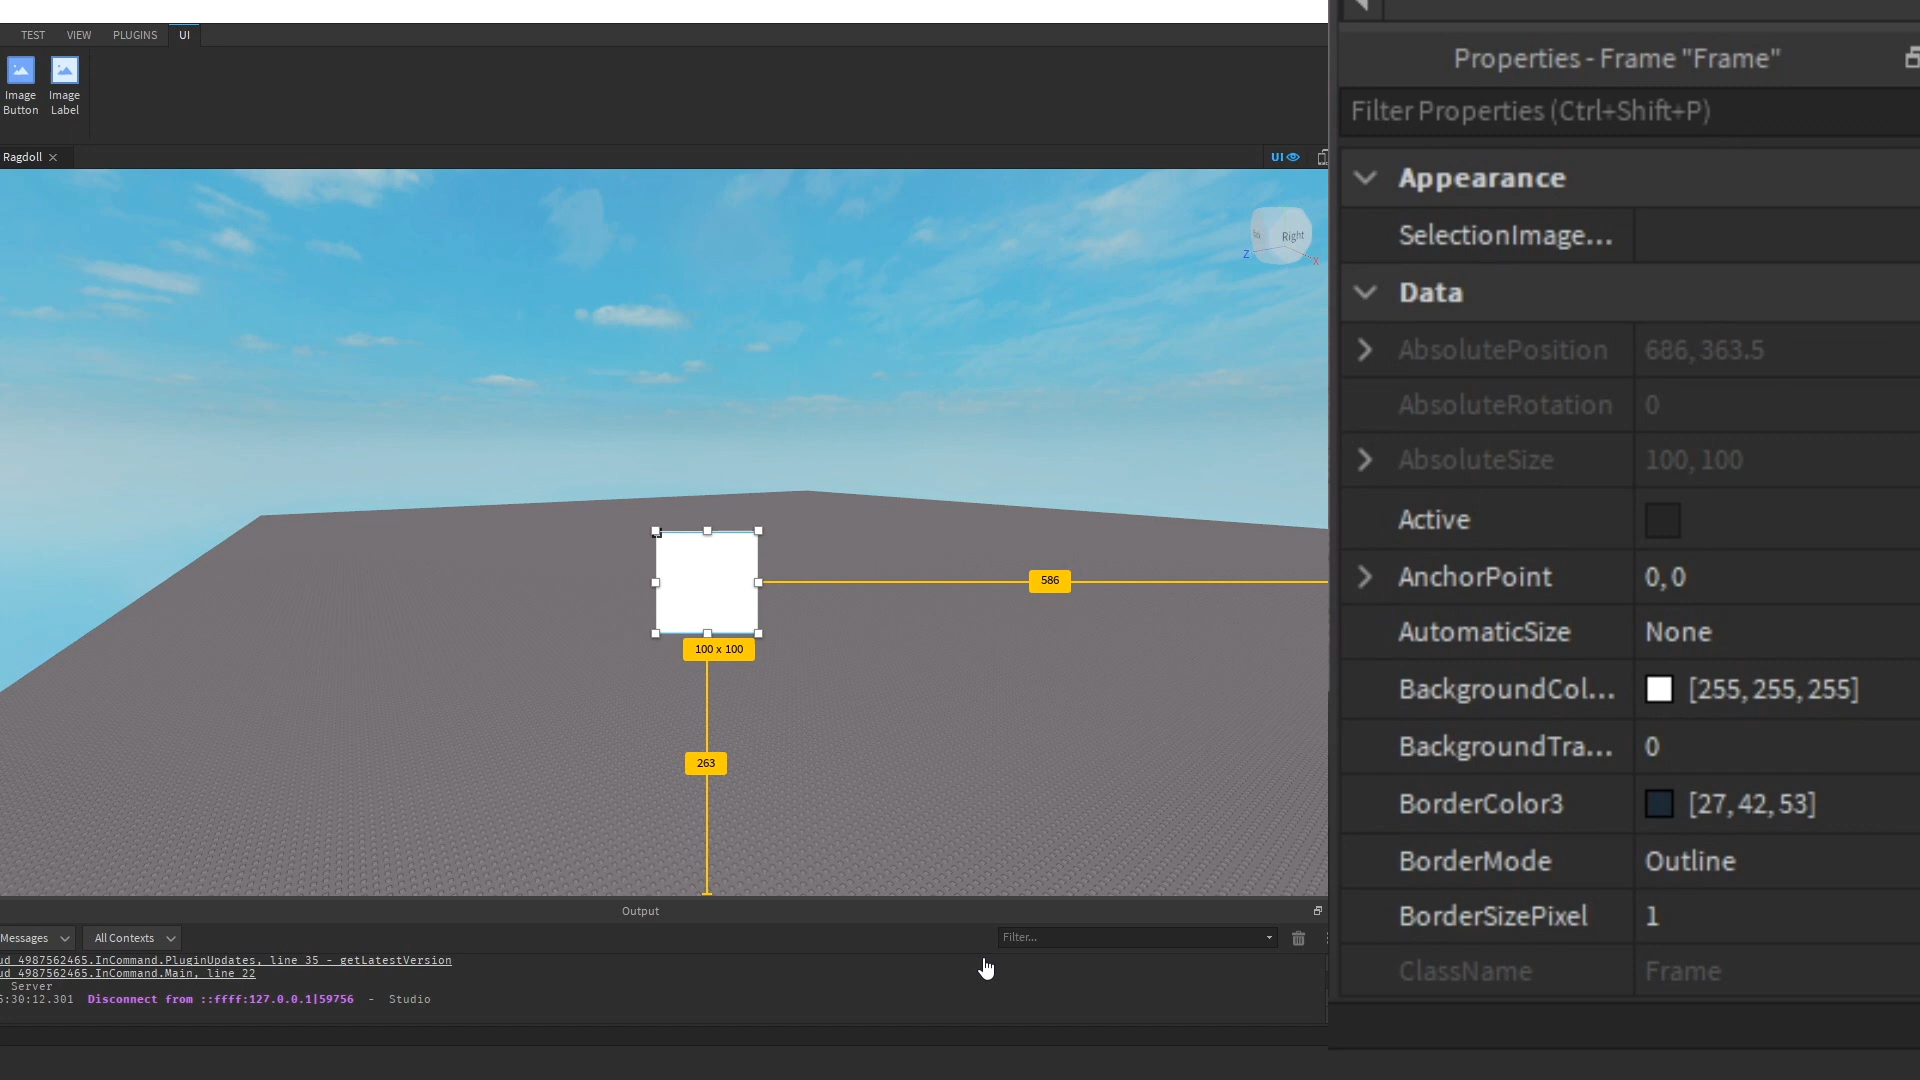 TEST VIEW PLUGINS UI
Image Button
Image Label
Ragdoll
UI
Right
Z
X
586
100 x 100
263
Output
Messages All Contexts Filter...
ud_4987562465.InCommand.PluginUpdates, line 35 - getLatestVersion
ud_4987562465.InCommand.Main, line 22
Server
5:30:12.301 Disconnect from ::ffff:127.0.0.1|59756 - Studio
Properties - Frame "Frame"
Filter Properties (Ctrl+Shift+P)
Appearance
SelectionImage...
Data
AbsolutePosition 686, 363.5
AbsoluteRotation 0
AbsoluteSize 100, 100
Active
AnchorPoint 0, 0
AutomaticSize None
BackgroundCol... [255, 255, 255]
BackgroundTra... 0
BorderColor3 [27, 42, 53]
BorderMode Outline
BorderSizePixel 1
ClassName Frame